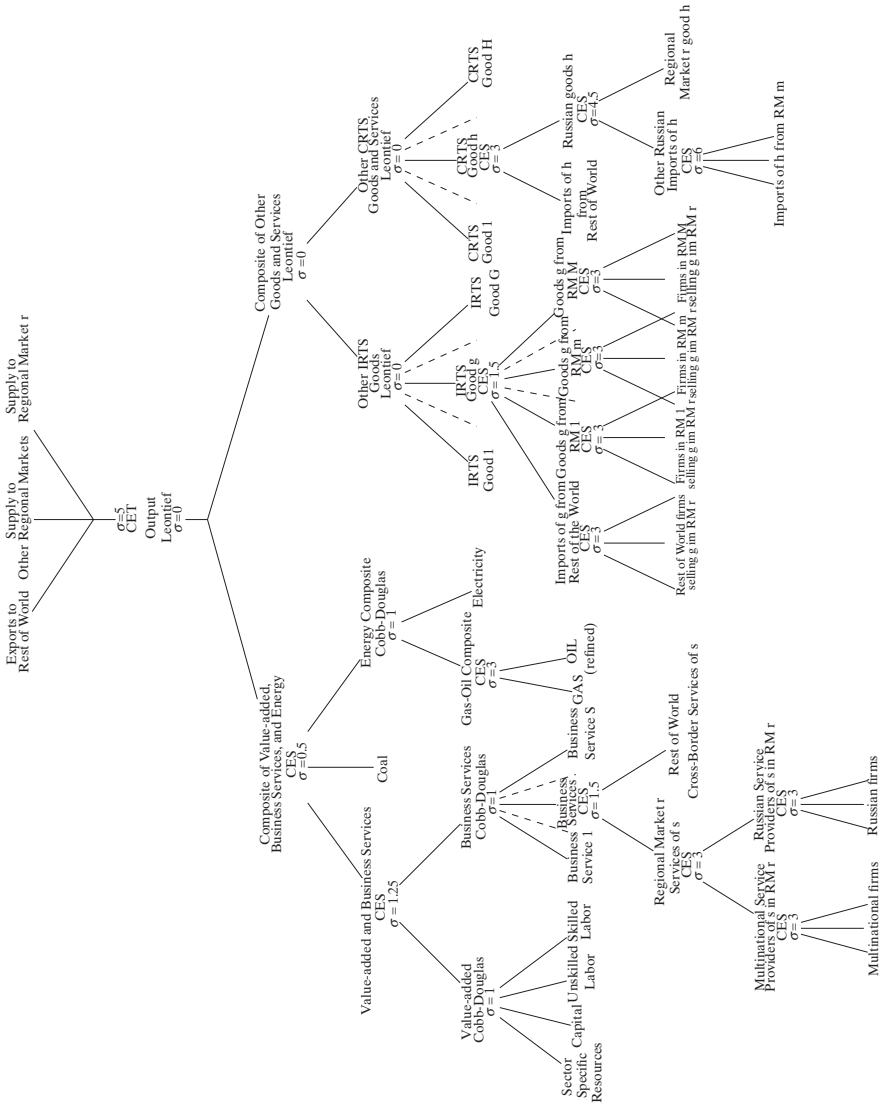 Exports to
Rest of World
Supply to
Other Regional Markets
Supply to
Regional Market r
σ=5
CET
Output
Leontief
σ=0
Composite of Value-added,
Business Services, and Energy
CES
σ=0.5
Composite of Other
Goods and Services
Leontief
σ=0
Value-added and Business Services
CES
σ=1.25
Coal
Energy Composite
Cobb-Douglas
σ=1
Other IRTS
Goods
Leontief
σ=0
Other CRTS
Goods and Services
Leontief
σ=0
Value-added
Cobb-Douglas
σ=1
Business Services
Cobb-Douglas
σ=1
Gas-Oil Composite
CES
σ=3
Electricity
IRTS
Good 1
IRTS
Good g
CES
σ=1.5
IRTS
Good G
CRTS
Good 1
CRTS
Good h
CES
σ=3
CRTS
Good H
Sector
Specific
Resources
Capital
Unskilled
Labor
Skilled
Labor
Business
Service 1
Business
Services
CES
σ=1.5
Business
Service S
GAS
OIL
(refined)
Imports of g from
Rest of the World
CES
σ=3
Goods g from
RM 1
CES
σ=3
Goods g from
RM m
CES
σ=3
Goods g from
RM M
CES
σ=3
Imports of h
from
Rest of World
Russian goods h
CES
σ=4.5
Regional Market r
Services of s
CES
σ=3
Rest of World
Cross-Border Services of s
Rest of World firms
selling g im RM r
Firms in RM 1
selling g im RM r
Firms in RM m
selling g im RM r
Firms in RM M
selling g im RM r
Other Russian
Imports of h
CES
σ=6
Regional
Market r good h
Multinational Service
Providers of s in RM r
CES
σ=3
Russian Service
Providers of s in RM r
CES
σ=3
Imports of h from RM m
Multinational firms
Russian firms